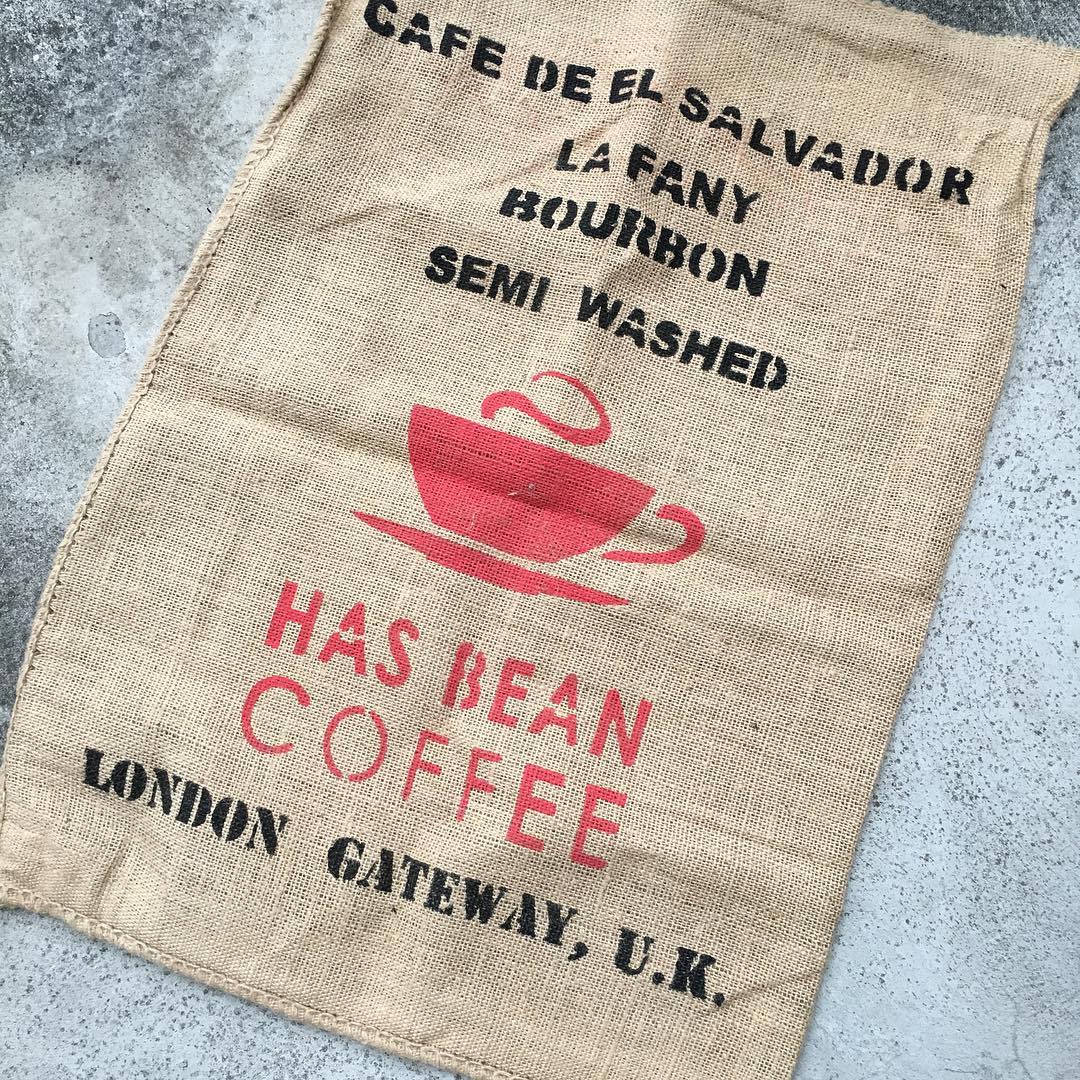 CAFE DE EL SALVADOR
LA FANY
BOURBON
SEMI WASHED
HAS BEAN
COFFEE
LONDON GATEWAY, U.K.